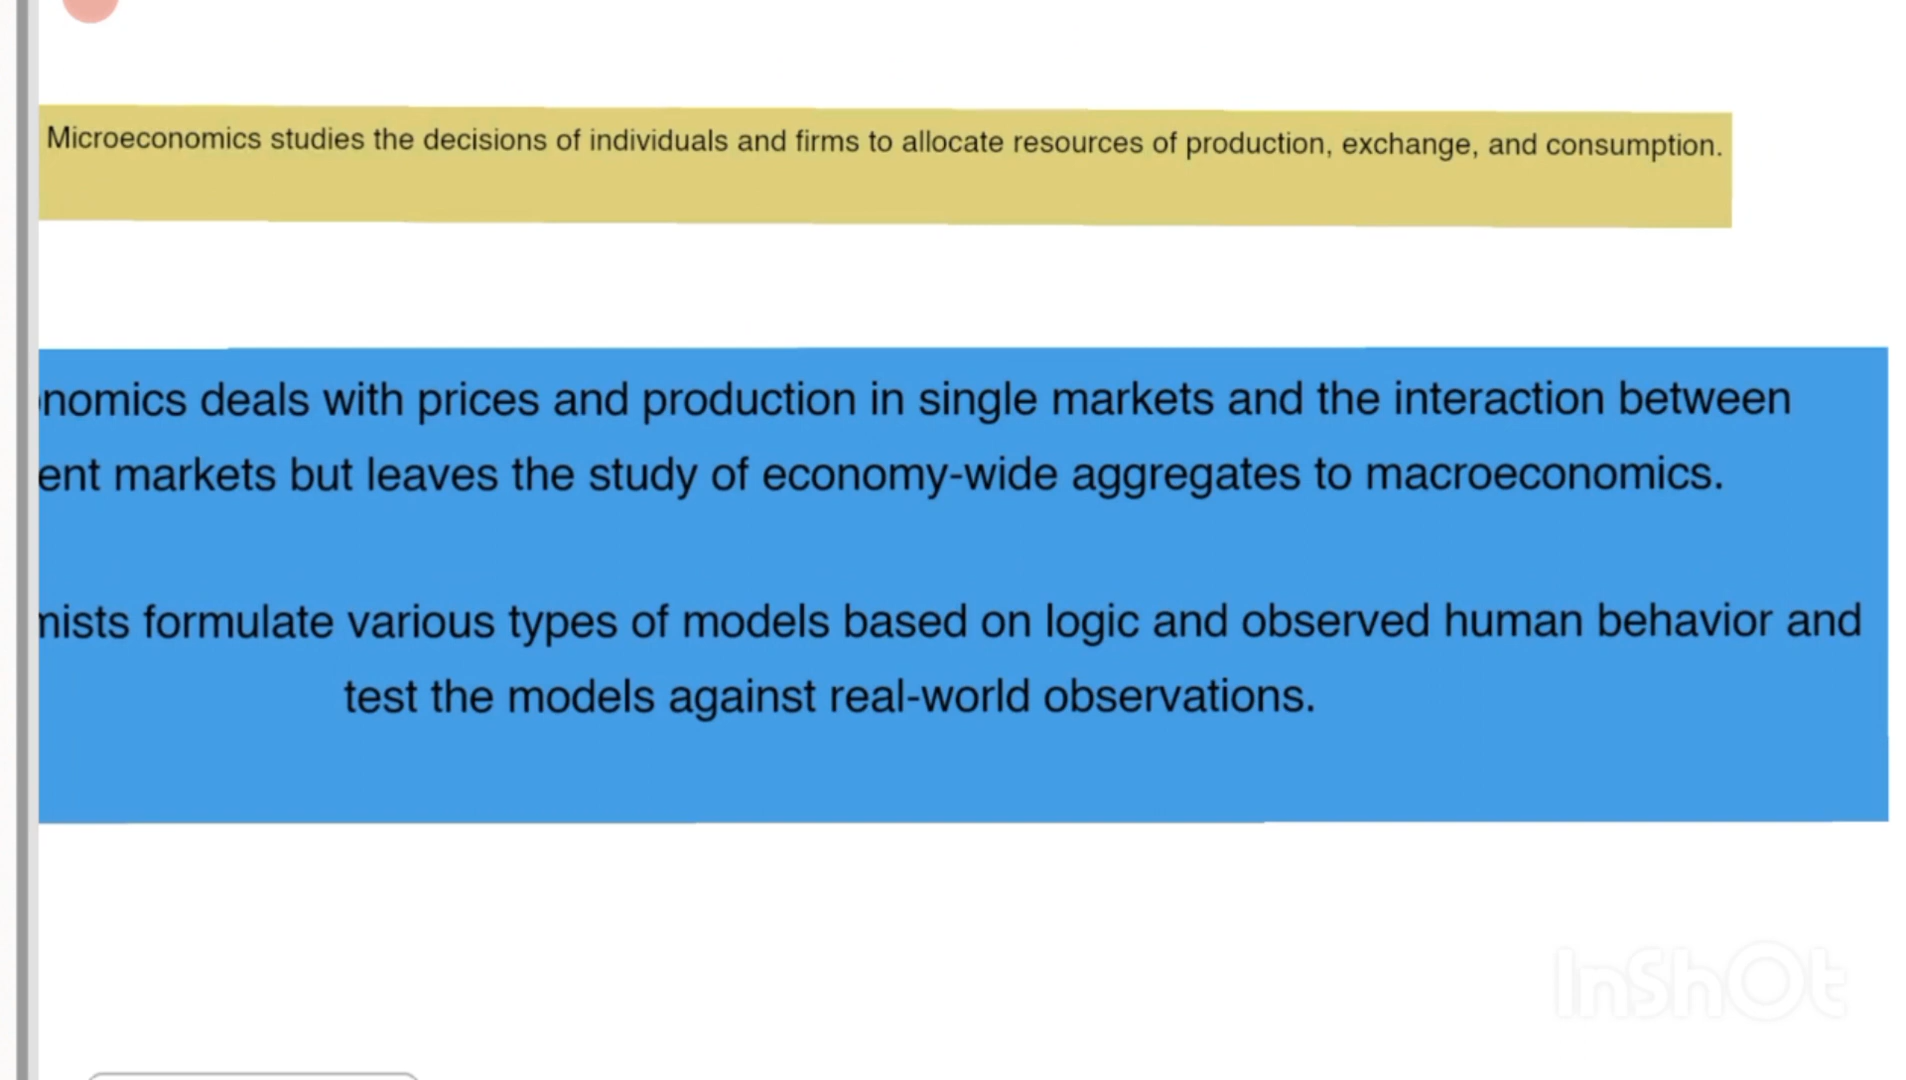 Microeconomics studies the decisions of individuals and firms to allocate resources of production, exchange, and consumption.
nomics deals with prices and production in single markets and the interaction between
ent markets but leaves the study of economy-wide aggregates to macroeconomics.
mists formulate various types of models based on logic and observed human behavior and
test the models against real-world observations.
InShOt